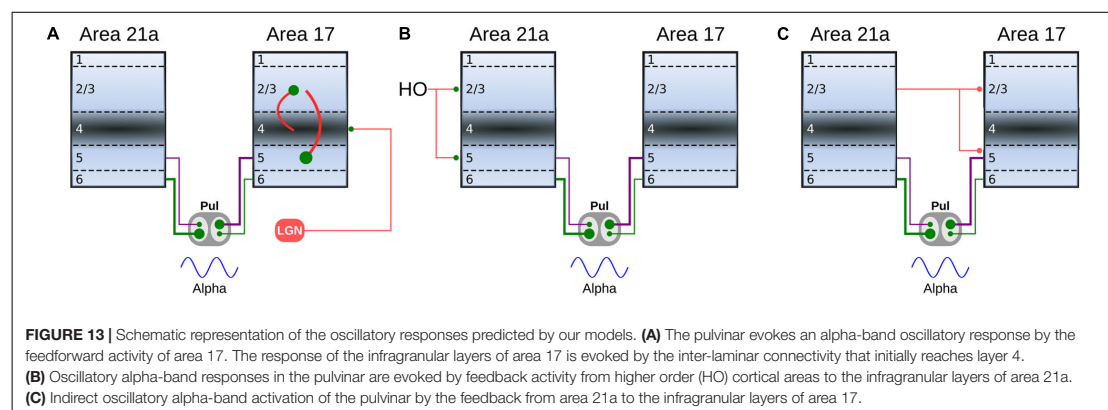 A Area 21a Area 17 B Area 21a Area 17 C Area 21a Area 17
1 1 1 1 1 1
2/3 2/3 HO 2/3 2/3 2/3 2/3
4 4 4 4 4 4
5 5 5 5 5 5
6 6 6 6 6 6
Pul Pul Pul
LGN
Alpha Alpha Alpha
FIGURE 13 | Schematic representation of the oscillatory responses predicted by our models. (A) The pulvinar evokes an alpha-band oscillatory response by the
feedforward activity of area 17. The response of the infragranular layers of area 17 is evoked by the inter-laminar connectivity that initially reaches layer 4.
(B) Oscillatory alpha-band responses in the pulvinar are evoked by feedback activity from higher order (HO) cortical areas to the infragranular layers of area 21a.
(C) Indirect oscillatory alpha-band activation of the pulvinar by the feedback from area 21a to the infragranular layers of area 17.